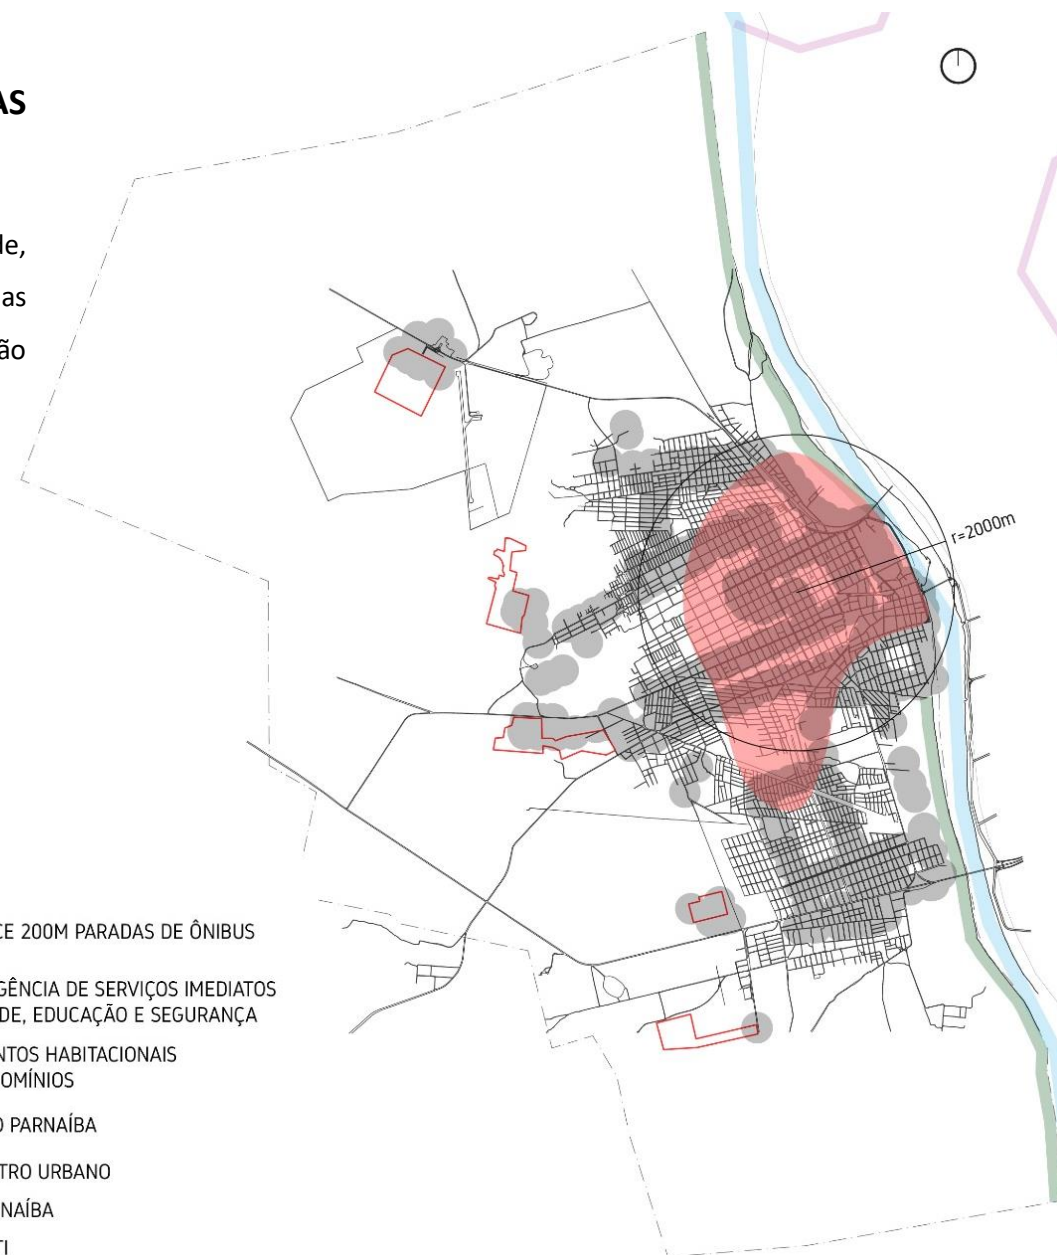 AS
le,
as
ão
r=2000m
CE 200M PARADAS DE ÔNIBUS
GÊNCIA DE SERVIÇOS IMEDIATOS
DE, EDUCAÇÃO E SEGURANÇA
NTOS HABITACIONAIS
OMÍNIOS
O PARNAÍBA
TRO URBANO
NAÍBA
TI